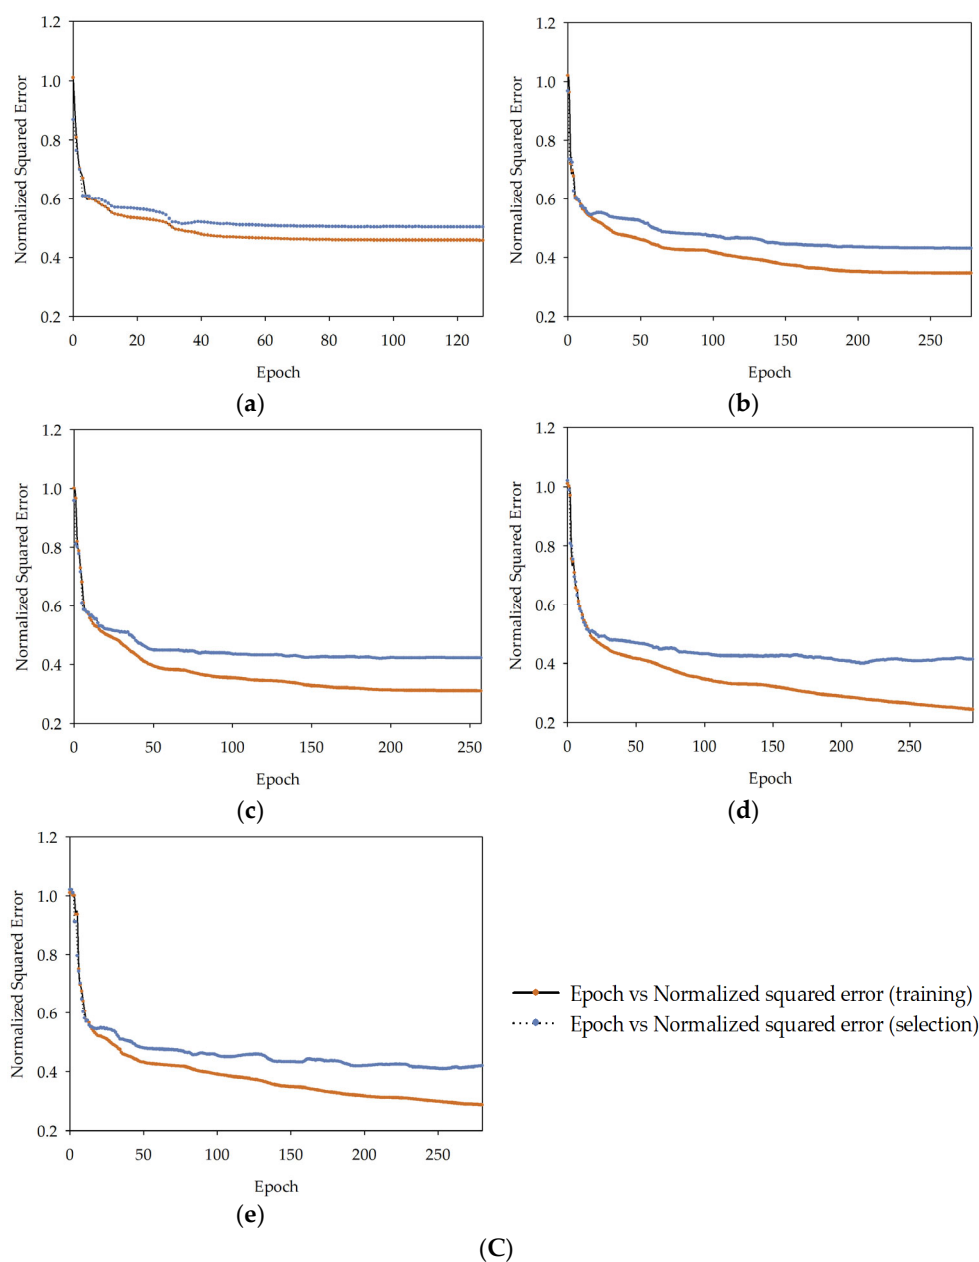 1.2
1.0
0.8
0.6
0.4
0.2
Normalized Squared Error
0 20 40 60 80 100 120
Epoch
(a)
1.2
1.0
0.8
0.6
0.4
0.2
Normalized Squared Error
0 50 100 150 200 250
Epoch
(b)
1.2
1.0
0.8
0.6
0.4
0.2
Normalized Squared Error
0 50 100 150 200 250
Epoch
(c)
1.2
1.0
0.8
0.6
0.4
0.2
Normalized Squared Error
0 50 100 150 200 250
Epoch
(d)
1.2
1.0
0.8
0.6
0.4
0.2
Normalized Squared Error
0 50 100 150 200 250
Epoch
(e)
Epoch vs Normalized squared error (training)
Epoch vs Normalized squared error (selection)
(C)